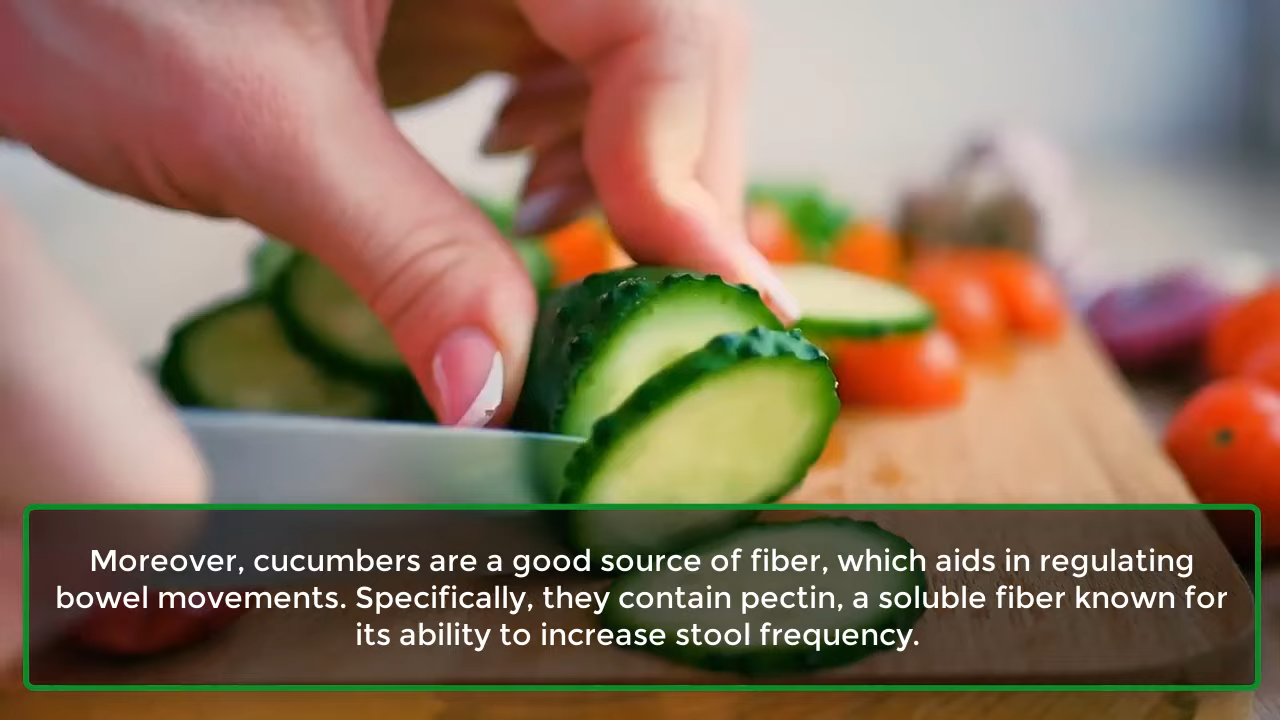 Moreover, cucumbers are a good source of fiber, which aids in regulating
bowel movements. Specifically, they contain pectin, a soluble fiber known for
its ability to increase stool frequency.